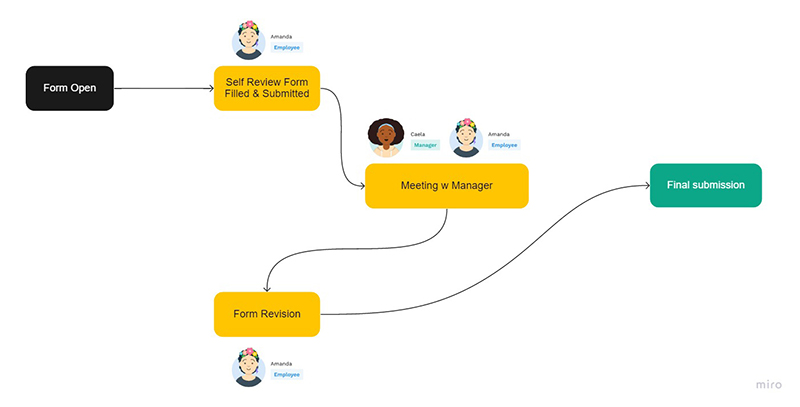 Amanda
Employee
Form Open
Self Review Form
Filled & Submitted
Caela
Manager
Amanda
Employee
Meeting w Manager
Final submission
Form Revision
Amanda
Employee
miro